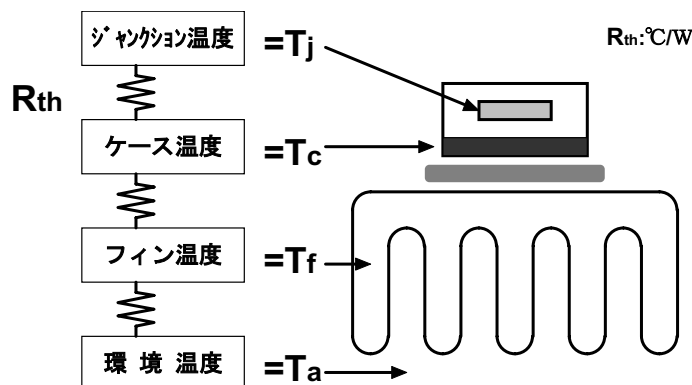 ｼﾞｬﾝｸｼｮﾝ温度 =Tj
Rth:℃/W
Rth
ケース温度 =Tc
フィン温度 =Tf
環 境 温度 =Ta